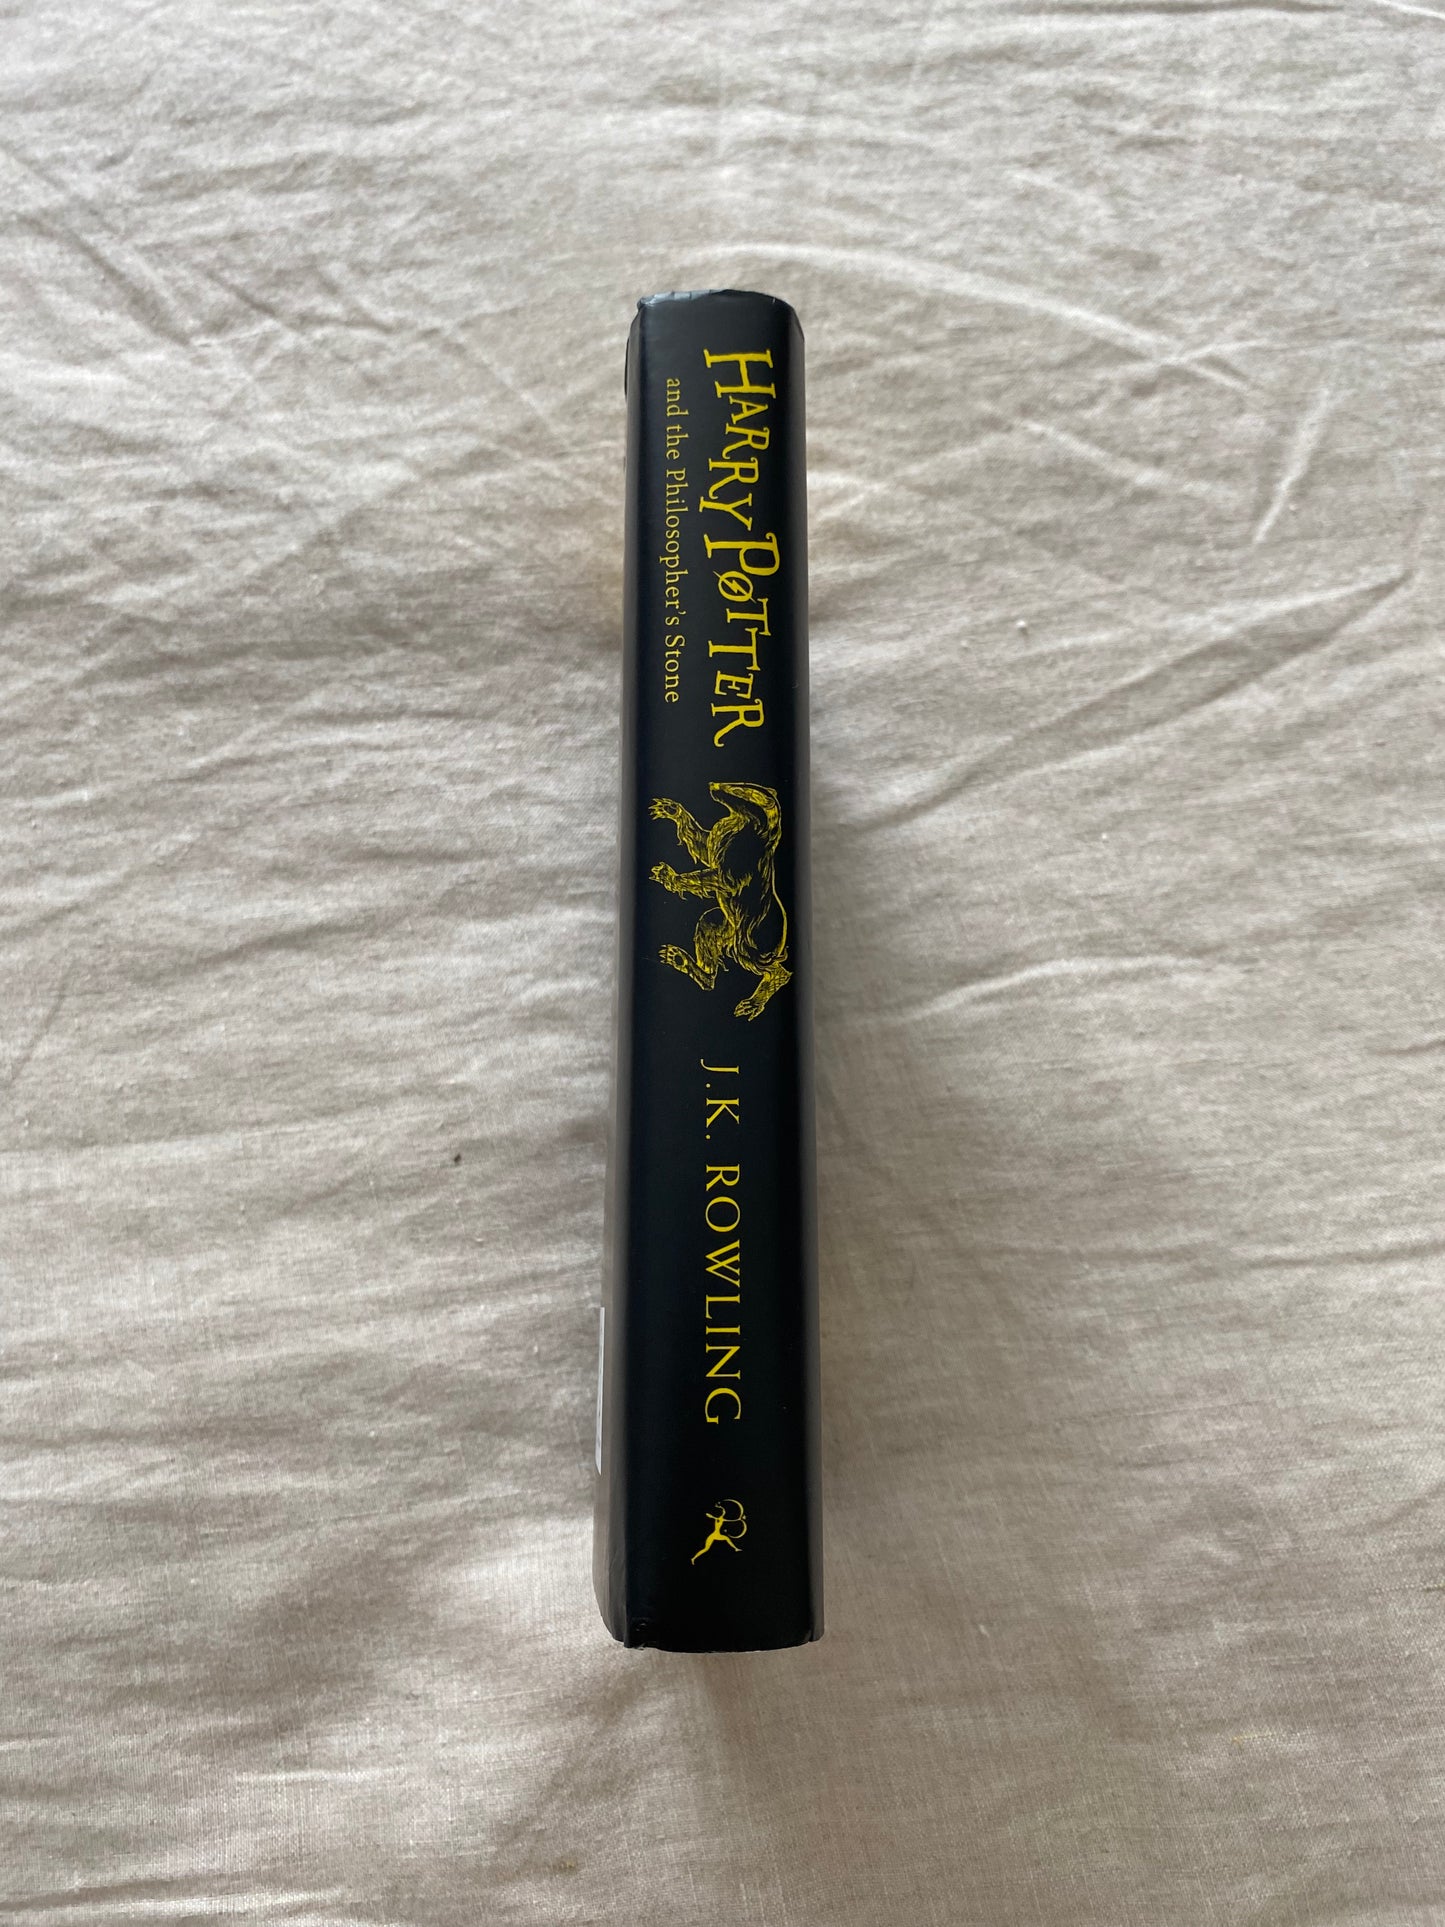 HARRY POTTER
and the Philosopher's Stone
J.K. ROWLING